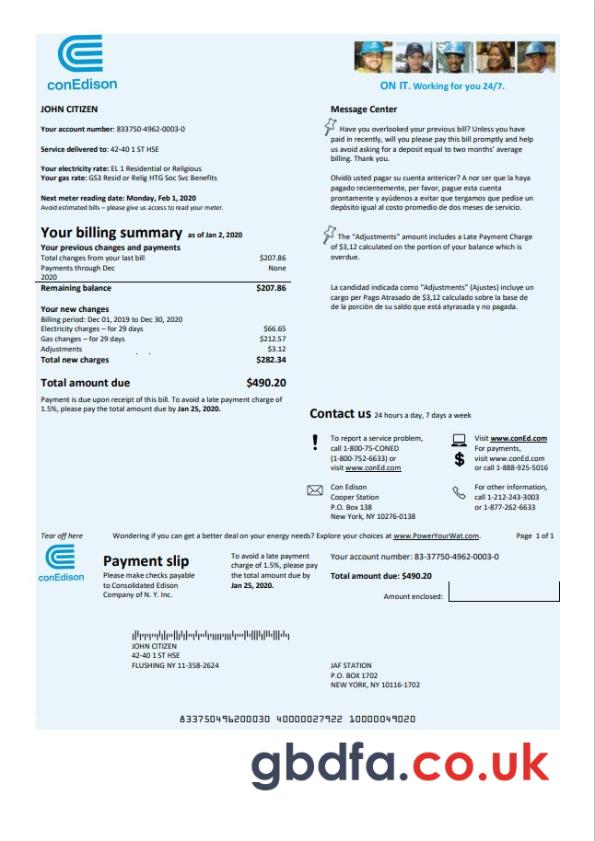 conEdison
ON IT. Working for you 24/7.
JOHN CITIZEN
Your account number: 833750-4962-0003-0
Service delivered to: 42-40 1 ST HSE
Your electricity rate: EL 1 Residential or Religious
Your gas rate: GS3 Resid or Relig HTG Soc Svc Benefits
Next meter reading date: Monday, Feb 1, 2020
Avoid estimated bills – please give us access to read your meter.
Your billing summary as of Jan 2, 2020
Your previous changes and payments
Total changes from your last bill $207.86
Payments through Dec None
2020
Remaining balance $207.86
Your new changes
Billing period: Dec 01, 2019 to Dec 30, 2020
Electricity charges – for 29 days $66.65
Gas changes – for 29 days $212.57
Adjustments $3.12
Total new charges $282.34
Total amount due $490.20
Payment is due upon receipt of this bill. To avoid a late payment charge of
1.5%, please pay the total amount due by Jan 25, 2020.
Message Center
Have you overlooked your previous bill? Unless you have
paid in recently, will you please pay this bill promptly and help
us avoid asking for a deposit equal to two months' average
billing. Thank you.
Olvidò usted pagar su cuenta antericer? A nor ser que la haya
pagado recientemente, per favor, pague esta cuenta
prontamente y ayúdenos a evitar que tergamos que pedise un
depòsito igual al costo promedio de dos meses de servicio.
The "Adjustments" amount includes a Late Payment Charge
of $3,12 calculated on the portion of your balance which is
overdue.
La candidad indicada como "Adjustments" (Ajustes) incluye un
cargo per Pago Atrasado de $3,12 calculado sobre la base de
de la porciòn de su saldo que está atyrasada y no pagada.
Contact us 24 hours a day, 7 days a week
To report a service problem,
call 1-800-75-CONED
(1-800-752-6633) or
visit www.conEd.com
Visit www.conEd.com
For payments,
visit www.conEd.com
or call 1-888-925-5016
Con Edison
Cooper Station
P.O. Box 138
New York, NY 10276-0138
For other information,
call 1-212-243-3003
or 1-877-262-6633
Tear off here Wondering if you can get a better deal on your energy needs? Explore your choices at www.PowerYourWat.com. Page 1 of 1
conEdison
Payment slip
Please make checks payable
to Consolidated Edison
Company of N. Y. Inc.
To avoid a late payment
charge of 1.5%, please pay
the total amount due by
Jan 25, 2020.
Your account number: 83-37750-4962-0003-0
Total amount due: $490.20
Amount enclosed:
JOHN CITIZEN
42-40 1 ST HSE
FLUSHING NY 11-358-2624
JAF STATION
P.O. BOX 1702
NEW YORK, NY 10116-1702
833750496200030 40000027922 10000049020
gbdfa.co.uk